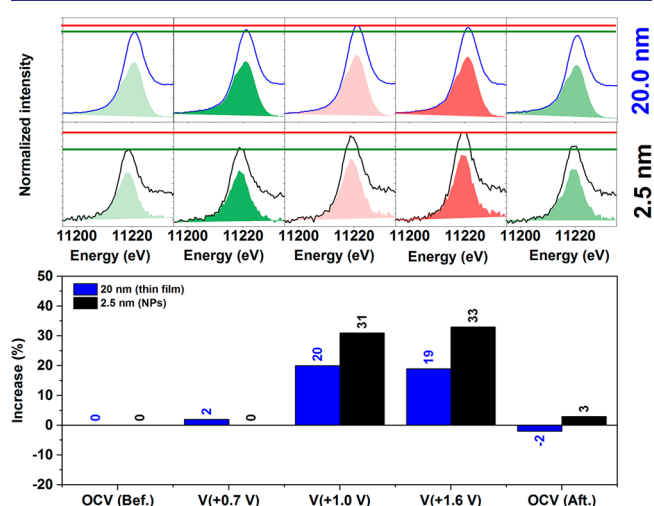 Normalized intensity
20.0 nm
2.5 nm
11200 11220 11200 11220 11200 11220 11200 11220 11200 11220
Energy (eV) Energy (eV) Energy (eV) Energy (eV) Energy (eV)
Increase (%)
50
40
30
20
10
0
-10
-20
20 nm (thin film)
2.5 nm (NPs)
0 0 2 0 20 31 19 33 -2 3
OCV (Bef.) V(+0.7 V) V(+1.0 V) V(+1.6 V) OCV (Aft.)